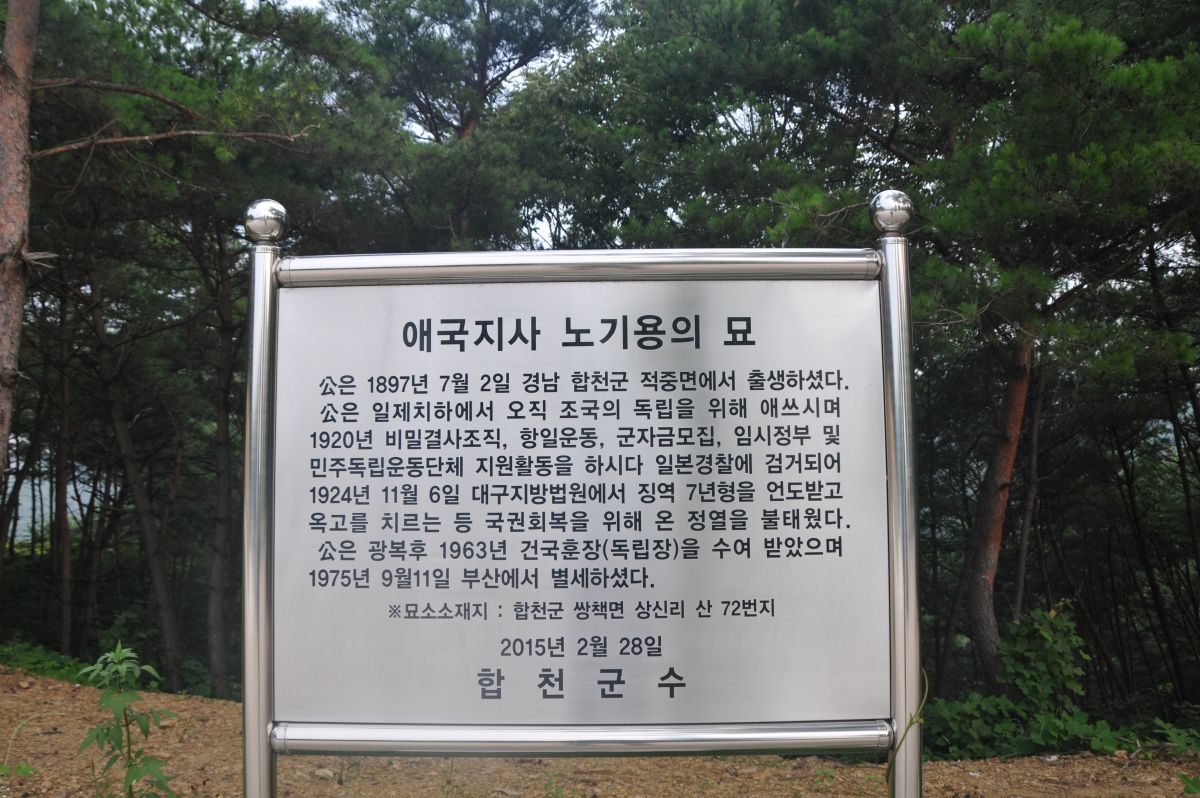 애국지사 노기용의 묘
公은 1897년 7월 2일 경남 합천군 적중면에서 출생하셨다.
公은 일제치하에서 오직 조국의 독립을 위해 애쓰시며
1920년 비밀결사조직, 항일운동, 군자금모집, 임시정부 및
민주독립운동단체 지원활동을 하시다 일본경찰에 검거되어
1924년 11월 6일 대구지방법원에서 징역 7년형을 언도받고
옥고를 치르는 등 국권회복을 위해 온 정열을 불태웠다.
公은 광복후 1963년 건국훈장(독립장)을 수여 받았으며
1975년 9월11일 부산에서 별세하셨다.
※묘소소재지 : 합천군 쌍책면 상신리 산 72번지
2015년 2월 28일
합 천 군 수